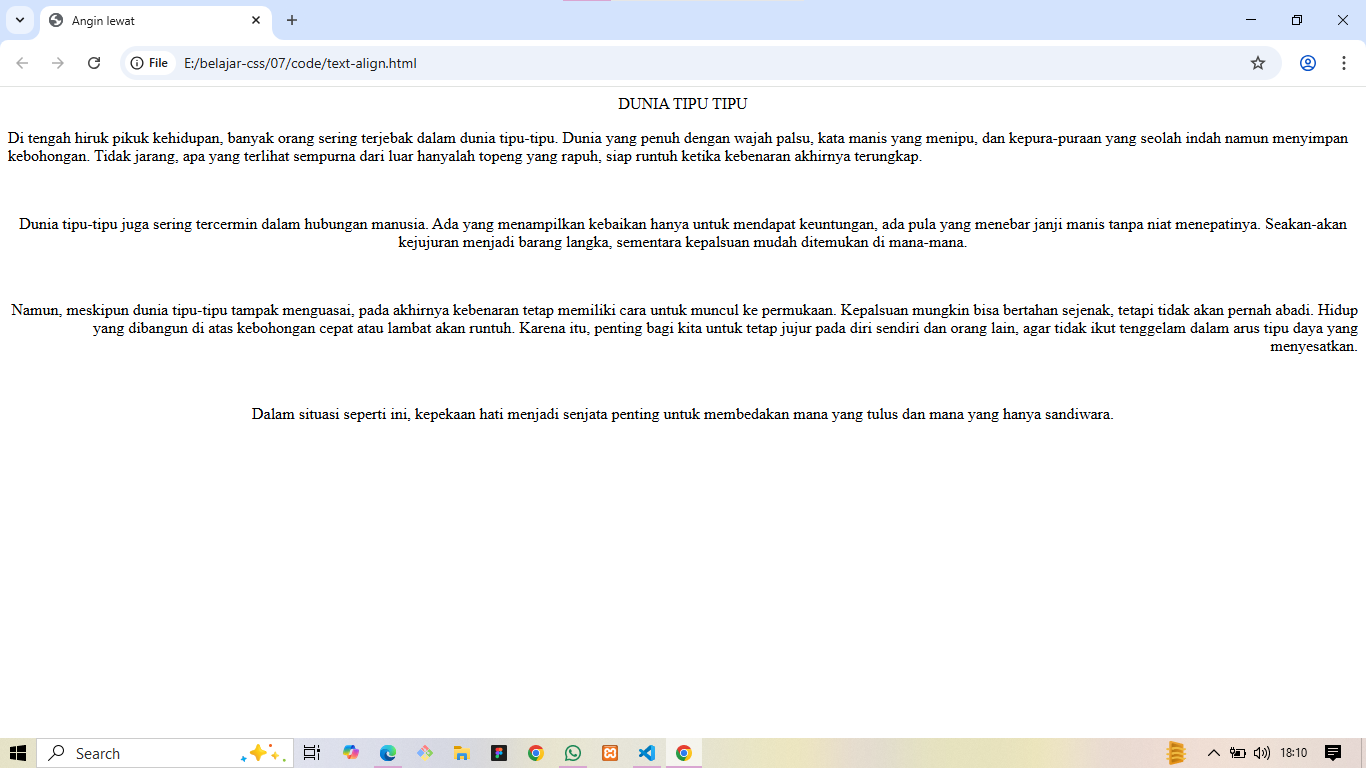 Angin lewat
File
E:/belajar-css/07/code/text-align.html
DUNIA TIPU TIPU
Di tengah hiruk pikuk kehidupan, banyak orang sering terjebak dalam dunia tipu-tipu. Dunia yang penuh dengan wajah palsu, kata manis yang menipu, dan kepura-puraan yang seolah indah namun menyimpan
kebohongan. Tidak jarang, apa yang terlihat sempurna dari luar hanyalah topeng yang rapuh, siap runtuh ketika kebenaran akhirnya terungkap.
Dunia tipu-tipu juga sering tercermin dalam hubungan manusia. Ada yang menampilkan kebaikan hanya untuk mendapat keuntungan, ada pula yang menebar janji manis tanpa niat menepatinya. Seakan-akan
kejujuran menjadi barang langka, sementara kepalsuan mudah ditemukan di mana-mana.
Namun, meskipun dunia tipu-tipu tampak menguasai, pada akhirnya kebenaran tetap memiliki cara untuk muncul ke permukaan. Kepalsuan mungkin bisa bertahan sejenak, tetapi tidak akan pernah abadi. Hidup
yang dibangun di atas kebohongan cepat atau lambat akan runtuh. Karena itu, penting bagi kita untuk tetap jujur pada diri sendiri dan orang lain, agar tidak ikut tenggelam dalam arus tipu daya yang
menyesatkan.
Dalam situasi seperti ini, kepekaan hati menjadi senjata penting untuk membedakan mana yang tulus dan mana yang hanya sandiwara.
Search
18:10